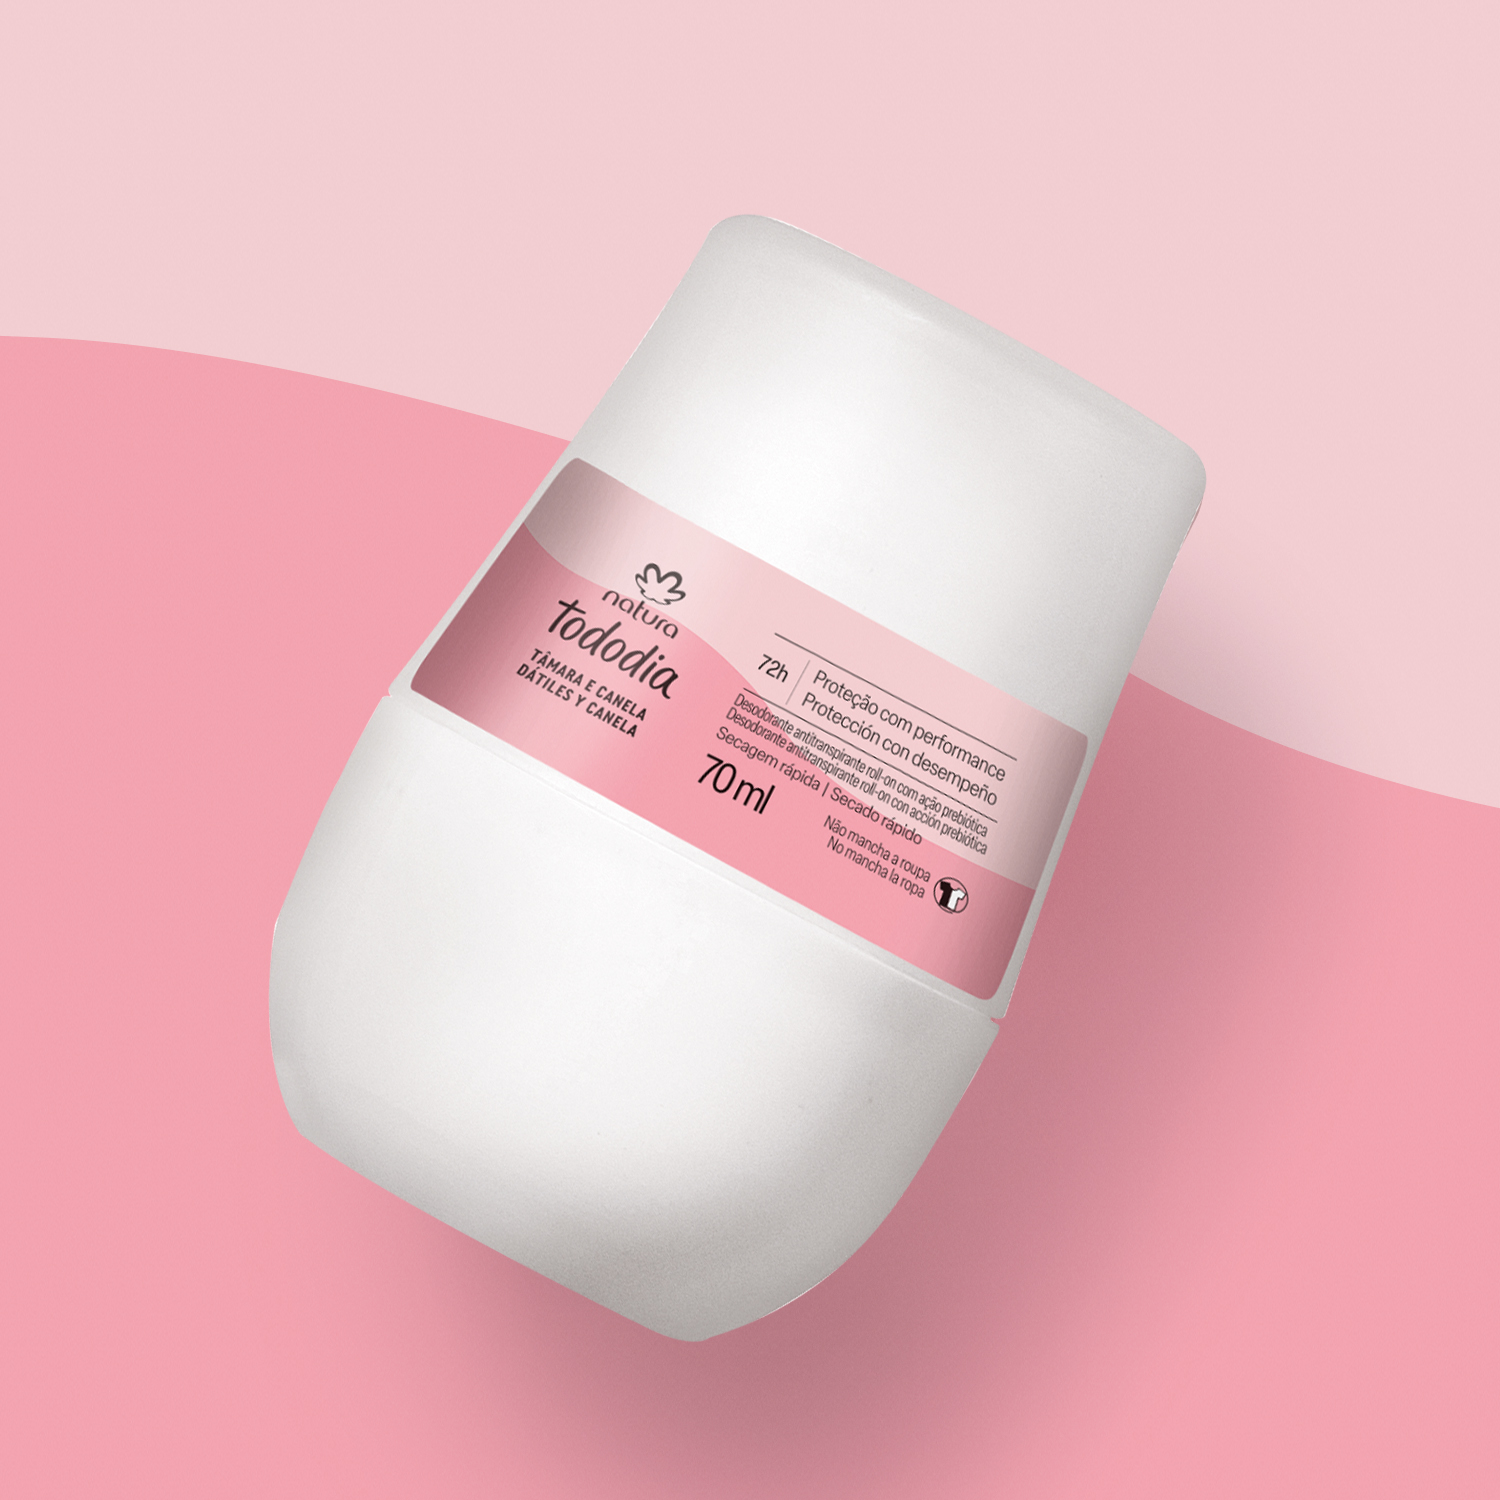 natura
Tododia
TÂMARA E CANELA
DÁTILES Y CANELA
72h
Proteção com performance
Protección con desempeño
Desodorante antitranspirante roll-on com ação prebiótica
Desodorante antitranspirante roll-on con acción prebiótica
Secagem rápida | Secado rápido
70 ml
Não mancha a roupa
No mancha la ropa